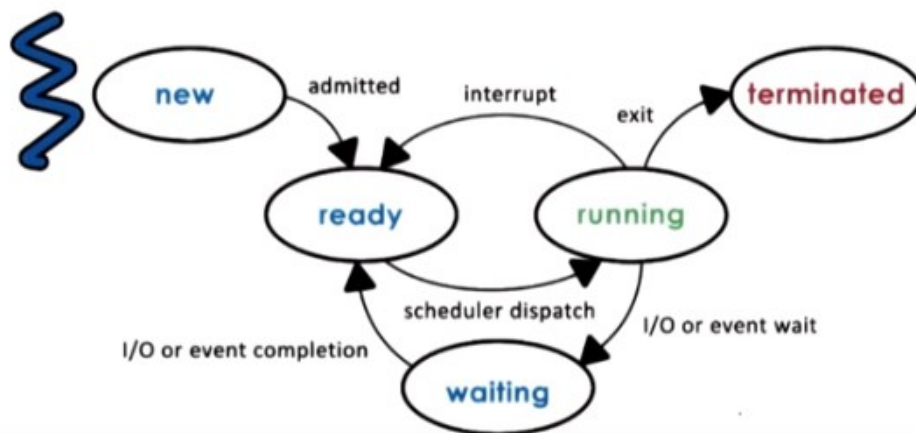 new
admitted
interrupt
exit
terminated
ready
running
scheduler dispatch
I/O or event wait
I/O or event completion
waiting